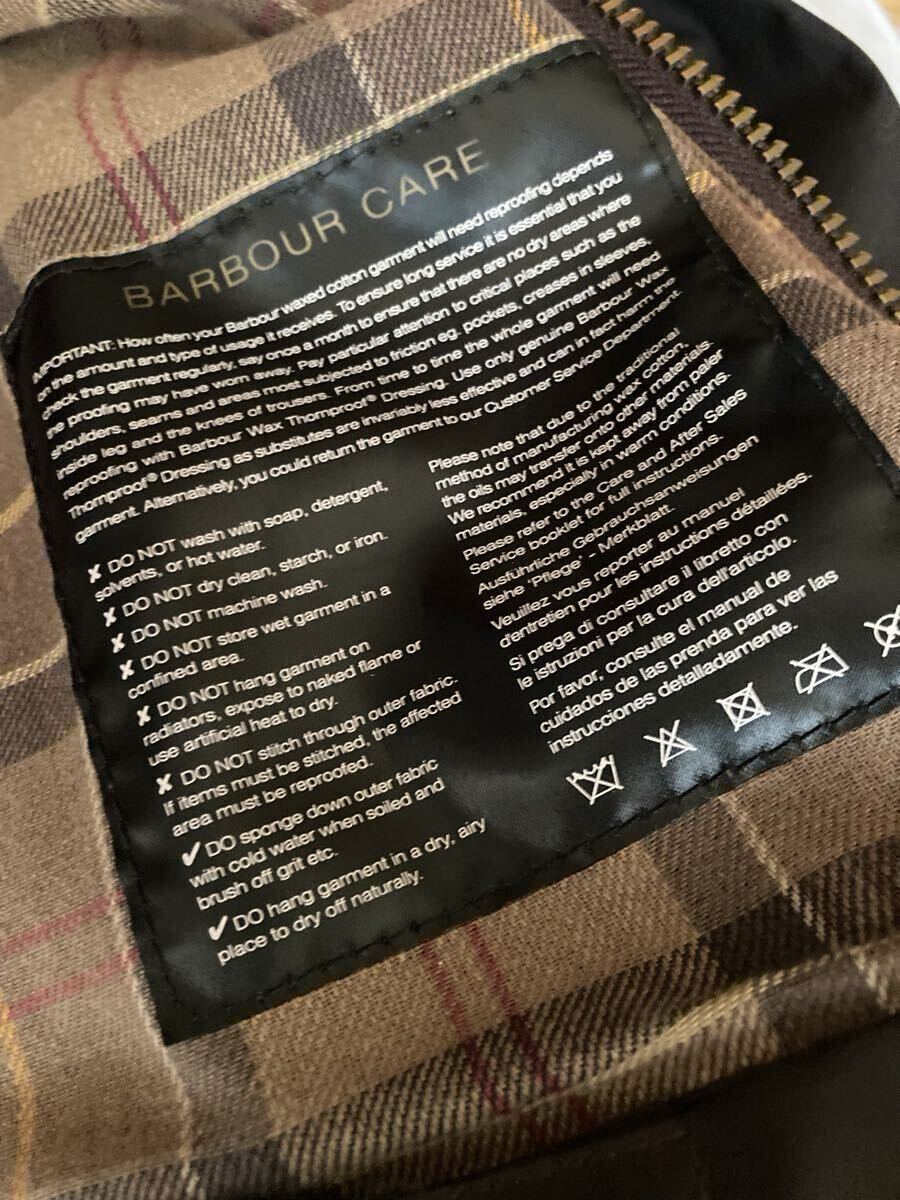 BARBOUR CARE
IMPORTANT: How often your Barbour waxed cotton garment will need reproofing depends
on the amount and type of usage it receives. To ensure long service it is essential that you
check the garment regularly, say once a month to ensure that there are no dry areas where
the proofing may have worn away. Pay particular attention to critical places such as the
shoulders, seams and areas most subjected to friction eg. pockets, creases in sleeves,
inside leg and the knees of trousers. From time to time the whole garment will need
reproofing with Barbour Wax Thornproof® Dressing. Use only genuine Barbour Wax
Thornproof® Dressing as substitutes are invariably less effective and can in fact harm the
garment. Alternatively, you could return the garment to our Customer Service Department.
✘ DO NOT wash with soap, detergent,
solvents, or hot water.
✘ DO NOT dry clean, starch, or iron.
✘ DO NOT machine wash.
✘ DO NOT store wet garment in a
confined area.
✘ DO NOT hang garment on
radiators, expose to naked flame or
use artificial heat to dry.
✘ DO NOT stitch through outer fabric.
If items must be stitched, the affected
area must be reproofed.
✔ DO sponge down outer fabric
with cold water when soiled and
brush off grit etc.
✔ DO hang garment in a dry, airy
place to dry off naturally.
Please note that due to the traditional
method of manufacturing wax cotton,
the oils may transfer onto other materials.
We recommend it is kept away from paler
materials, especially in warm conditions.
Please refer to the Care and After Sales
Service booklet for full instructions.
Ausführliche Gebrauchsanweisungen
siehe 'Pflege' - Merkblatt.
Veuillez vous reporter au manuel
d'entretien pour les instructions détaillées.
Si prega di consultare il libretto con
le istruzioni per la cura dell'articolo.
Por favor, consulte el manual de
cuidados de las prenda para ver las
instrucciones detalladamente.